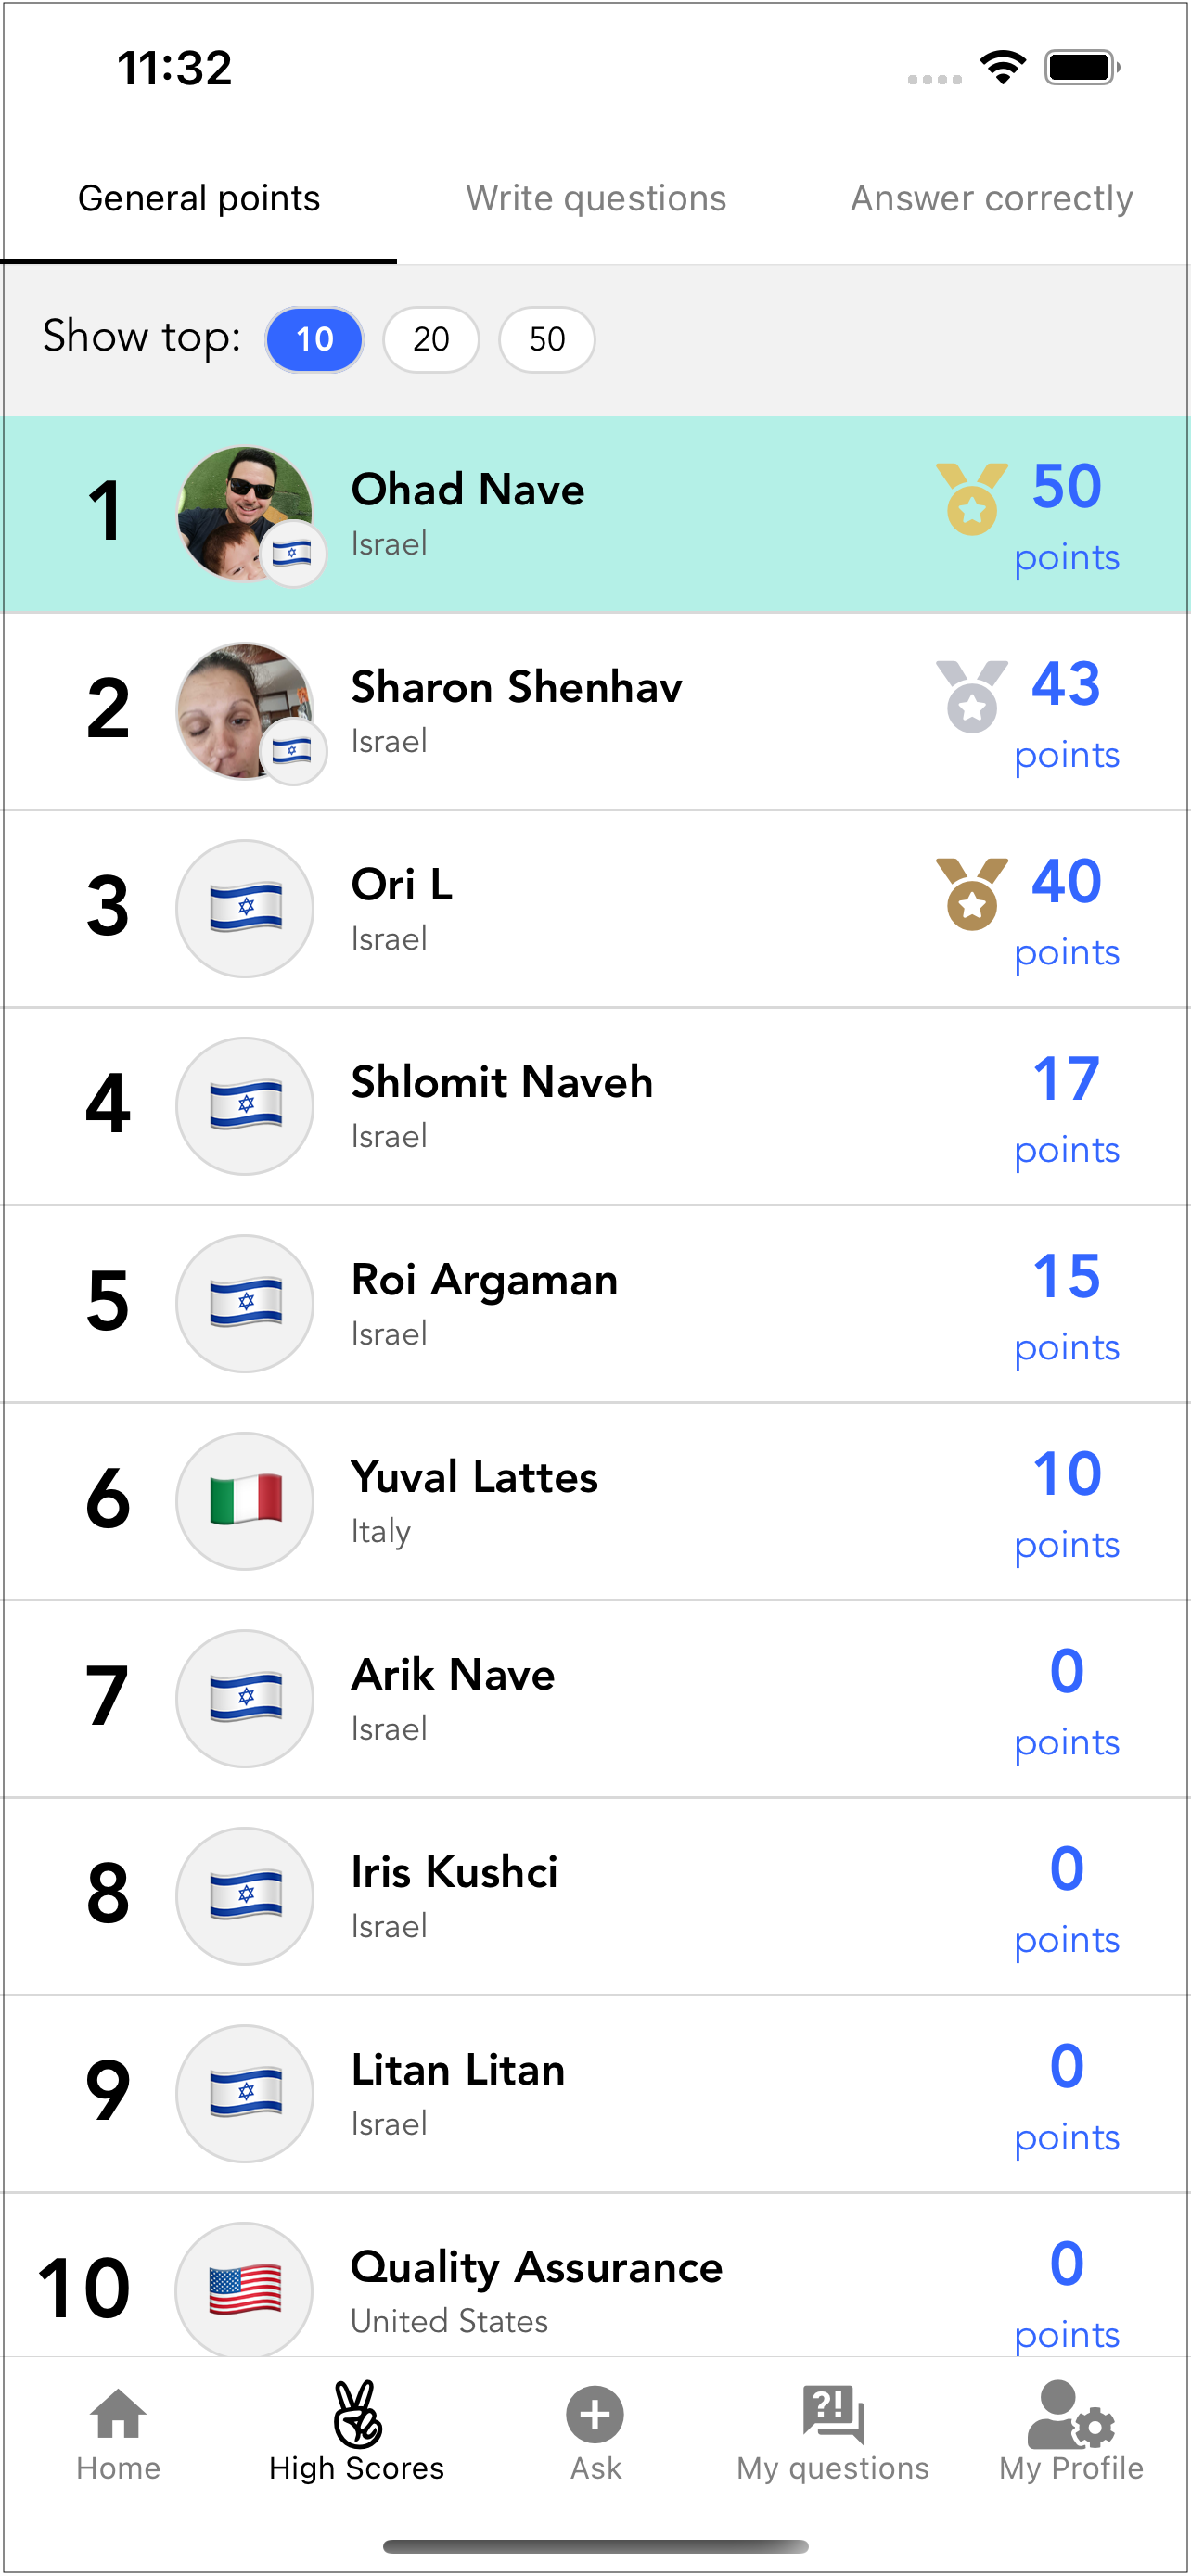 11:32
General points Write questions Answer correctly
Show top: 10 20 50
1 Ohad Nave 50
Israel points
2 Sharon Shenhav 43
Israel points
3 Ori L 40
Israel points
4 Shlomit Naveh 17
Israel points
5 Roi Argaman 15
Israel points
6 Yuval Lattes 10
Italy points
7 Arik Nave 0
Israel points
8 Iris Kushci 0
Israel points
9 Litan Litan 0
Israel points
10 Quality Assurance 0
United States points
?!
Home High Scores Ask My questions My Profile